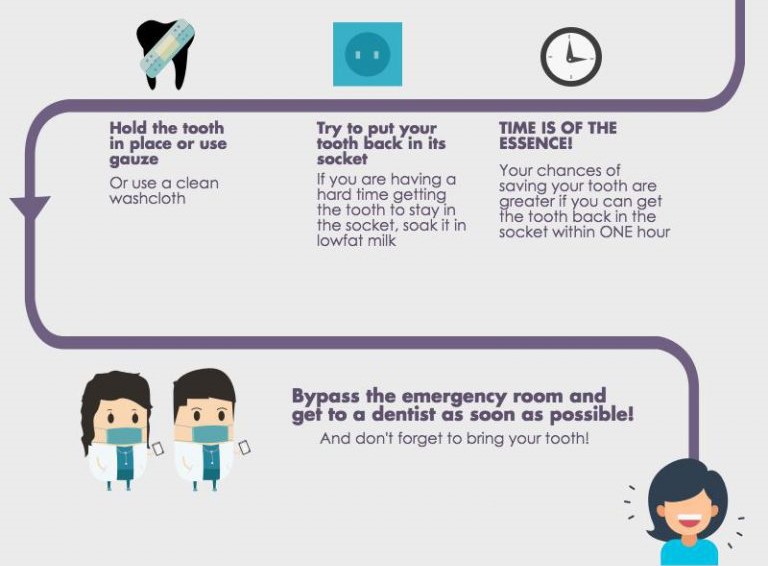 Hold the tooth
in place or use
gauze
Or use a clean
washcloth
Try to put your
tooth back in its
socket
If you are having a
hard time getting
the tooth to stay in
the socket, soak it in
lowfat milk
TIME IS OF THE
ESSENCE!
Your chances of
saving your tooth are
greater if you can get
the tooth back in the
socket within ONE hour
Bypass the emergency room and
get to a dentist as soon as possible!
And don't forget to bring your tooth!